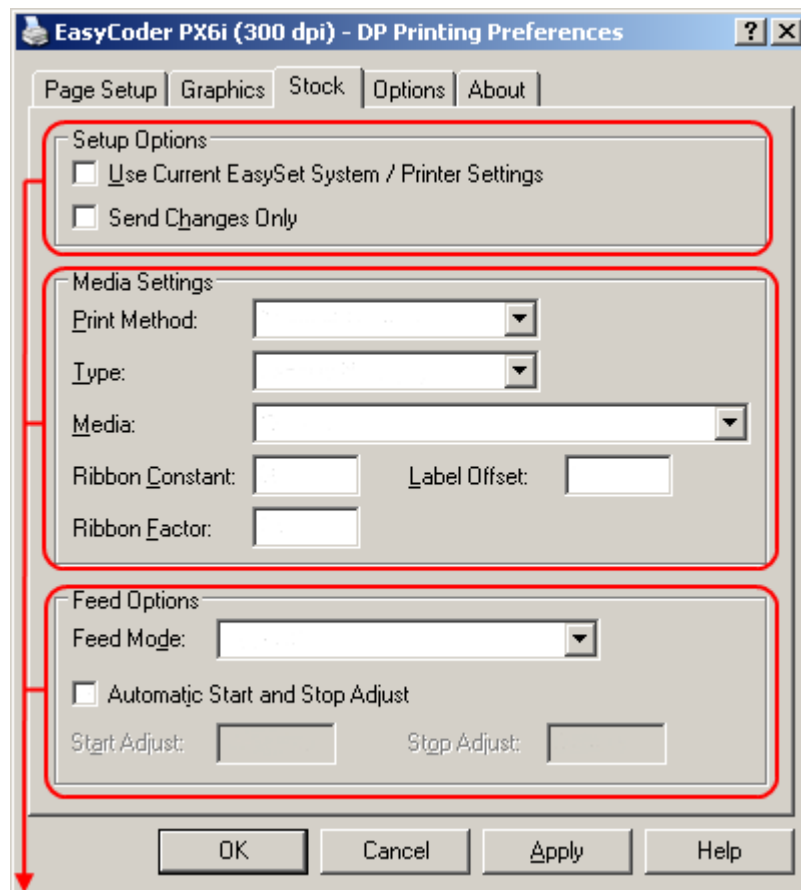 EasyCoder PX6i (300 dpi) - DP Printing Preferences
Page Setup Graphics Stock Options About
Setup Options
Use Current EasySet System / Printer Settings
Send Changes Only
Media Settings
Print Method:
Type:
Media:
Ribbon Constant: Label Offset:
Ribbon Factor:
Feed Options
Feed Mode:
Automatic Start and Stop Adjust
Start Adjust: Stop Adjust:
OK Cancel Apply Help